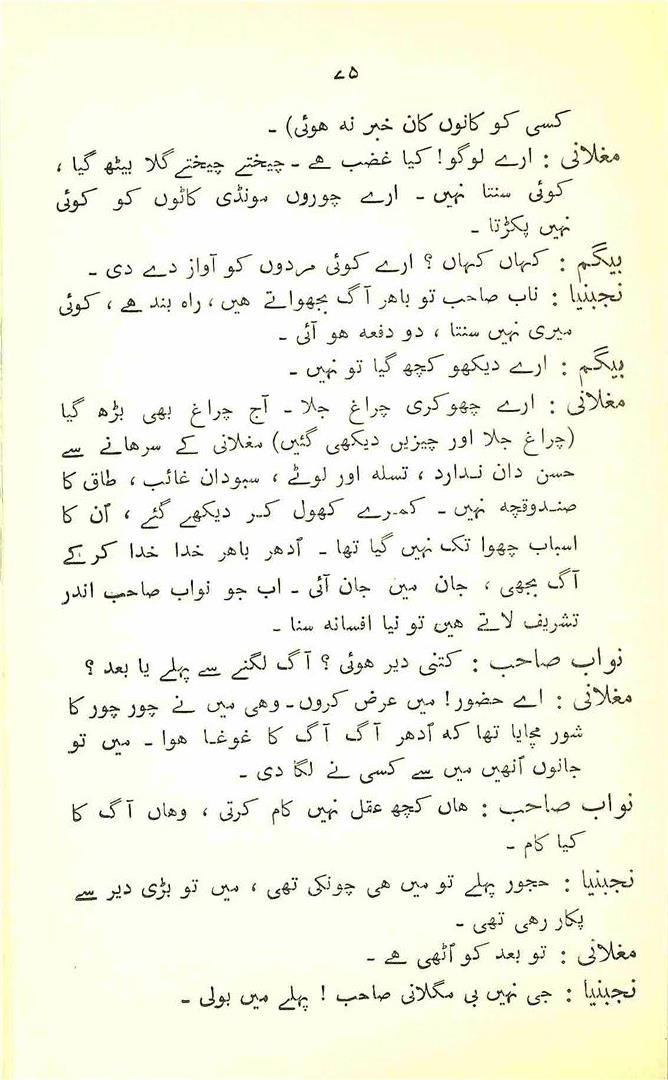 ۷۵
کسی کو کانوں کان خبر نہ ہوئی) ۔
مغلانی : ارے لوگو! کیا غضب ہے ۔ چیختے چیختے گلا بیٹھ گیا ،
کوئی سنتا نہیں ۔ ارے چوروں مونڈی کاٹوں کو کوئی
نہیں پکڑتا ۔
بیگم : کہاں کہاں ؟ ارے کوئی مردوں کو آواز دے دی ۔
نجبنیا : ناب صاحب تو باہر آگ بجھواتے ہیں ، راہ بند ہے ، کوئی
میری نہیں سنتا ، دو دفعہ ہو آئی ۔
بیگم : ارے دیکھو کچھ گیا تو نہیں ۔
مغلانی : ارے چھوکری چراغ جلا ۔ آج چراغ بھی بڑھ گیا
(چراغ جلا اور چیزیں دیکھی گئیں) مغلانی کے سرہانے سے
حسن دان ندارد ، تسلہ اور لوٹے ، سبودان غائب ، طاق کا
صندوقچہ نہیں ۔ کمرے کھول کر دیکھے گئے ، اُن کا
اسباب چھوا تک نہیں گیا تھا ۔ اُدھر باہر خدا خدا کر کے
آگ بجھی ، جان میں جان آئی ۔ اب جو نواب صاحب اندر
تشریف لاتے ہیں تو نیا افسانہ سنا ۔
نواب صاحب : کتنی دیر ہوئی ؟ آگ لگنے سے پہلے یا بعد ؟
مغلانی : اے حضور! میں عرض کروں ۔ وہی میں نے چور چور کا
شور مچایا تھا کہ اُدھر آگ آگ کا غوغا ہوا ۔ میں تو
جانوں اُنھیں میں سے کسی نے لگا دی ۔
نواب صاحب : ہاں کچھ عقل نہیں کام کرتی ، وہاں آگ کا
کیا کام ۔
نجبنیا : حجور پہلے تو میں ہی چونکی تھی ، میں تو بڑی دیر سے
پکار رہی تھی ۔
مغلانی : تو بعد کو اُٹھی ہے ۔
نجبنیا : جی نہیں بی مگلانی صاحب ! پہلے میں بولی ۔